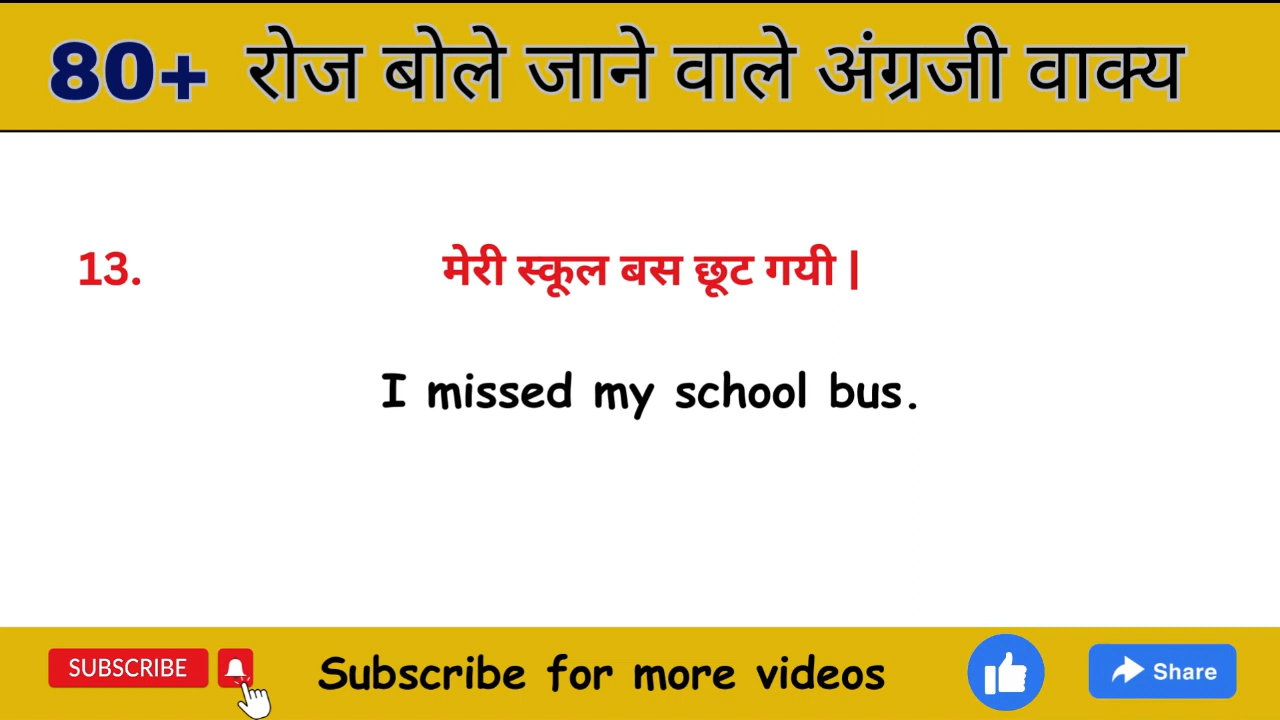 80+ रोज बोले जाने वाले अंग्रजी वाक्य
13. मेरी स्कूल बस छूट गयी |
I missed my school bus.
SUBSCRIBE Subscribe for more videos Share